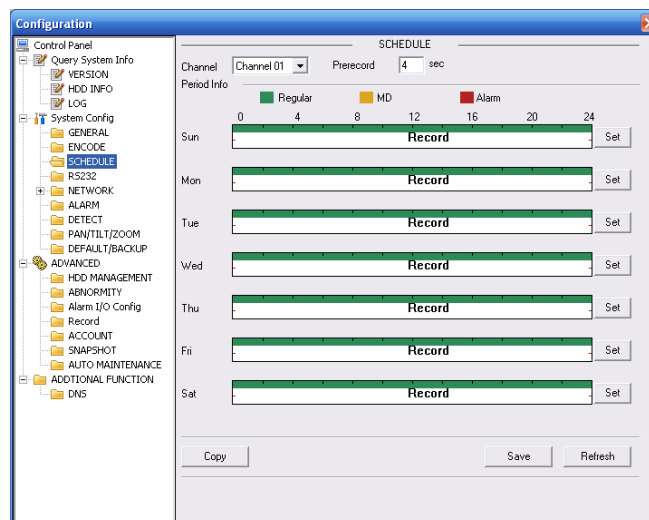 Configuration
Control Panel
Query System Info
VERSION
HDD INFO
LOG
System Config
GENERAL
ENCODE
SCHEDULE
RS232
NETWORK
ALARM
DETECT
PAN/TILT/ZOOM
DEFAULT/BACKUP
ADVANCED
HDD MANAGEMENT
ABNORMITY
Alarm I/O Config
Record
ACCOUNT
SNAPSHOT
AUTO MAINTENANCE
ADDTIONAL FUNCTION
DNS
SCHEDULE
Channel Channel 01 Prerecord 4 sec
Period Info
Regular MD Alarm
0 4 8 12 16 20 24
Sun Record Set
Mon Record Set
Tue Record Set
Wed Record Set
Thu Record Set
Fri Record Set
Sat Record Set
Copy Save Refresh